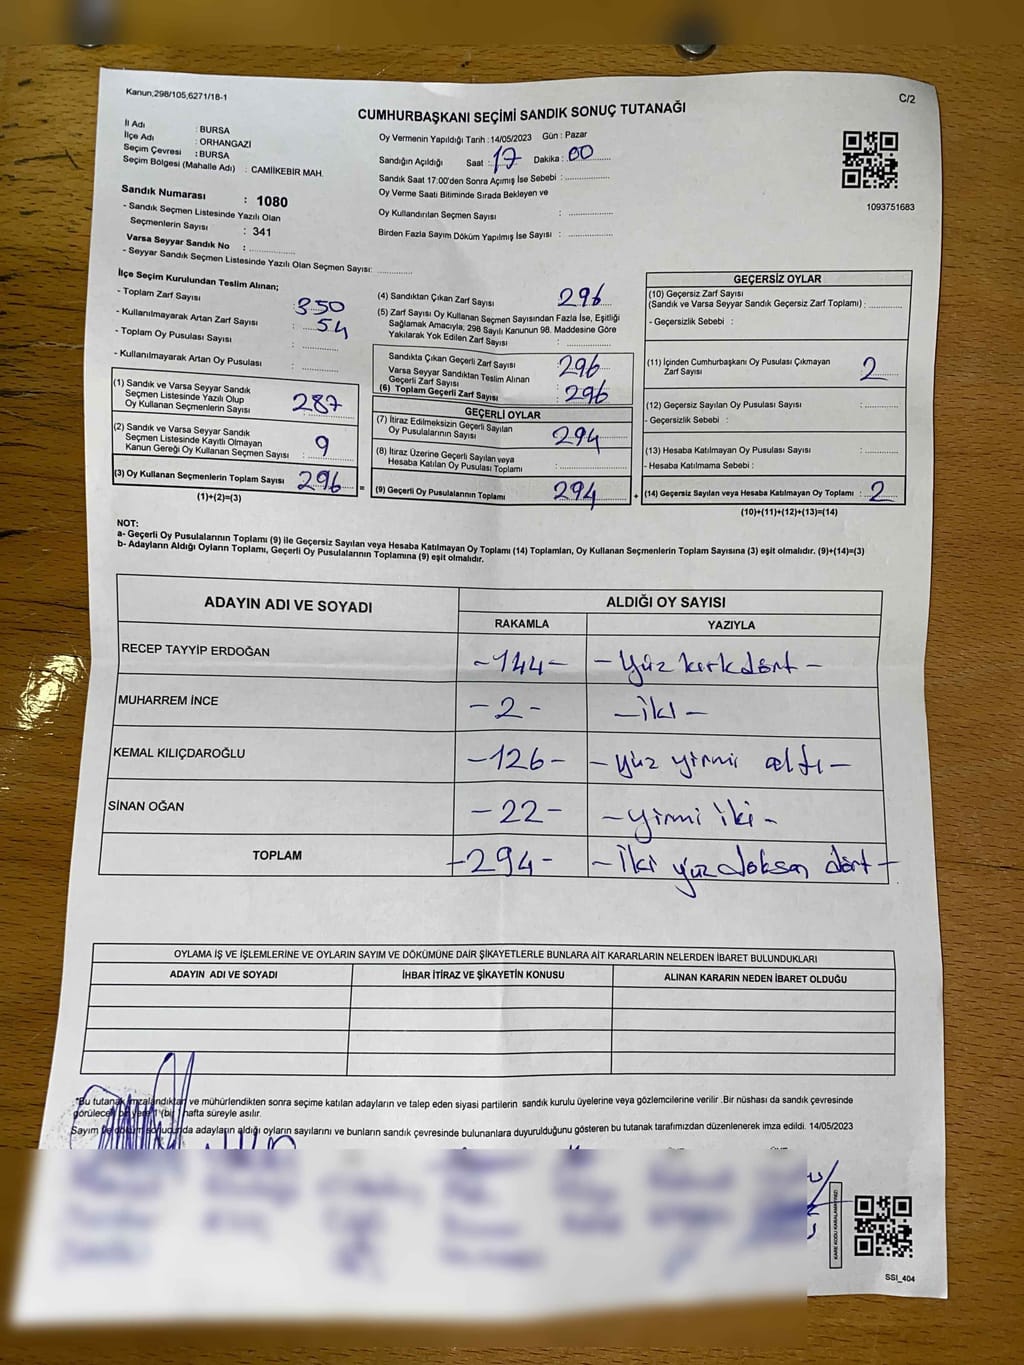 Kanun,298/105,6271/18-1
C/2
CUMHURBAŞKANI SEÇİMİ SANDIK SONUÇ TUTANAĞI
İl Adı : BURSA
İlçe Adı : ORHANGAZİ
Seçim Çevresi : BURSA
Seçim Bölgesi (Mahalle Adı) : CAMİİKEBİR MAH.
Sandık Numarası : 1080
- Sandık Seçmen Listesinde Yazılı Olan
Seçmenlerin Sayısı : 341
Varsa Seyyar Sandık No : ..............
- Seyyar Sandık Seçmen Listesinde Yazılı Olan Seçmen Sayısı: ............
Oy Vermenin Yapıldığı Tarih : 14/05/2023 Gün : Pazar
Sandığın Açıldığı Saat : 17 Dakika : 00
Sandık Saat 17:00'den Sonra Açımış İse Sebebi : ..............
Oy Verme Saati Bitiminde Sırada Bekleyen ve
Oy Kullandırılan Seçmen Sayısı : ..............
Birden Fazla Sayım Döküm Yapılmış İse Sayısı : ..............
1093751683
İlçe Seçim Kurulundan Teslim Alınan;
- Toplam Zarf Sayısı : 350
- Kullanılmayarak Artan Zarf Sayısı : 54
- Toplam Oy Pusulası Sayısı : ............
- Kullanılmayarak Artan Oy Pusulası : ............
(1) Sandık ve Varsa Seyyar Sandık
Seçmen Listesinde Yazılı Olup
Oy Kullanan Seçmenlerin Sayısı : 287
(2) Sandık ve Varsa Seyyar Sandık
Seçmen Listesinde Kayıtlı Olmayan
Kanun Gereği Oy Kullanan Seçmen Sayısı : 9
(3) Oy Kullanan Seçmenlerin Toplam Sayısı : 296
(1)+(2)=(3)
=
(4) Sandıktan Çıkan Zarf Sayısı : 296
(5) Zarf Sayısı Oy Kullanan Seçmen Sayısından Fazla İse, Eşitliği
Sağlamak Amacıyla, 298 Sayılı Kanunun 98. Maddesine Göre
Yakılarak Yok Edilen Zarf Sayısı : ............
Sandıkta Çıkan Geçerli Zarf Sayısı : 296
Varsa Seyyar Sandıktan Teslim Alınan
Geçerli Zarf Sayısı
(6) Toplam Geçerli Zarf Sayısı : 296
GEÇERLİ OYLAR
(7) İtiraz Edilmeksizin Geçerli Sayılan
Oy Pusulalarının Sayısı : 294
(8) İtiraz Üzerine Geçerli Sayılan veya
Hesaba Katılan Oy Pusulası Toplamı : ............
(9) Geçerli Oy Pusulalarının Toplamı : 294
+
GEÇERSİZ OYLAR
(10) Geçersiz Zarf Sayısı
(Sandık ve Varsa Seyyar Sandık Geçersiz Zarf Toplamı) : ..........
- Geçersizlik Sebebi :
(11) İçinden Cumhurbaşkanı Oy Pusulası Çıkmayan
Zarf Sayısı : 2
(12) Geçersiz Sayılan Oy Pusulası Sayısı : ............
- Geçersizlik Sebebi :
(13) Hesaba Katılmayan Oy Pusulası Sayısı : ............
- Hesaba Katılmama Sebebi :
(14) Geçersiz Sayılan veya Hesaba Katılmayan Oy Toplamı : 2
(10)+(11)+(12)+(13)=(14)
NOT:
a- Geçerli Oy Pusulalarının Toplamı (9) İle Geçersiz Sayılan veya Hesaba Katılmayan Oy Toplamı (14) Toplamları, Oy Kullanan Seçmenlerin Toplam Sayısına (3) eşit olmalıdır. (9)+(14)=(3)
b- Adayların Aldığı Oyların Toplamı, Geçerli Oy Pusulalarının Toplamına (9) eşit olmalıdır.
ADAYIN ADI VE SOYADI ALDIĞI OY SAYISI
RAKAMLA YAZIYLA
RECEP TAYYİP ERDOĞAN -144- -Yüz kırkdört-
MUHARREM İNCE -2- -iki-
KEMAL KILIÇDAROĞLU -126- -yüz yirmi altı-
SİNAN OĞAN -22- -yirmi iki-
TOPLAM -294- -iki yüz doksan dört-
OYLAMA İŞ VE İŞLEMLERİNE VE OYLARIN SAYIM VE DÖKÜMÜNE DAİR ŞİKAYETLERLE BUNLARA AİT KARARLARIN NELERDEN İBARET BULUNDUKLARI
ADAYIN ADI VE SOYADI İHBAR İTİRAZ VE ŞİKAYETİN KONUSU ALINAN KARARIN NEDEN İBARET OLDUĞU
"Bu tutanak imzalandıktan ve mühürlendikten sonra seçime katılan adayların ve talep eden siyasi partilerin sandık kurulu üyelerine veya gözlemcilerine verilir .Bir nüshası da sandık çevresinde
görülecek bir yere 1 (bir) hafta süreyle asılır.
Sayım ve döküm sonucunda adayların aldığı oyların sayılarını ve bunların sandık çevresinde bulunanlara duyurulduğunu gösteren bu tutanak tarafımızdan düzenlenerek imza edildi. 14/05/2023
KARE KODU KARALAMAYINIZ!
SSI_404